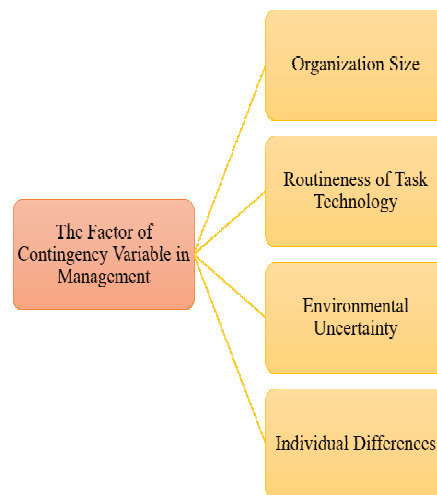 The Factor of
Contingency Variable in
Management
Organization Size
Routineness of Task
Technology
Environmental
Uncertainty
Individual Differences